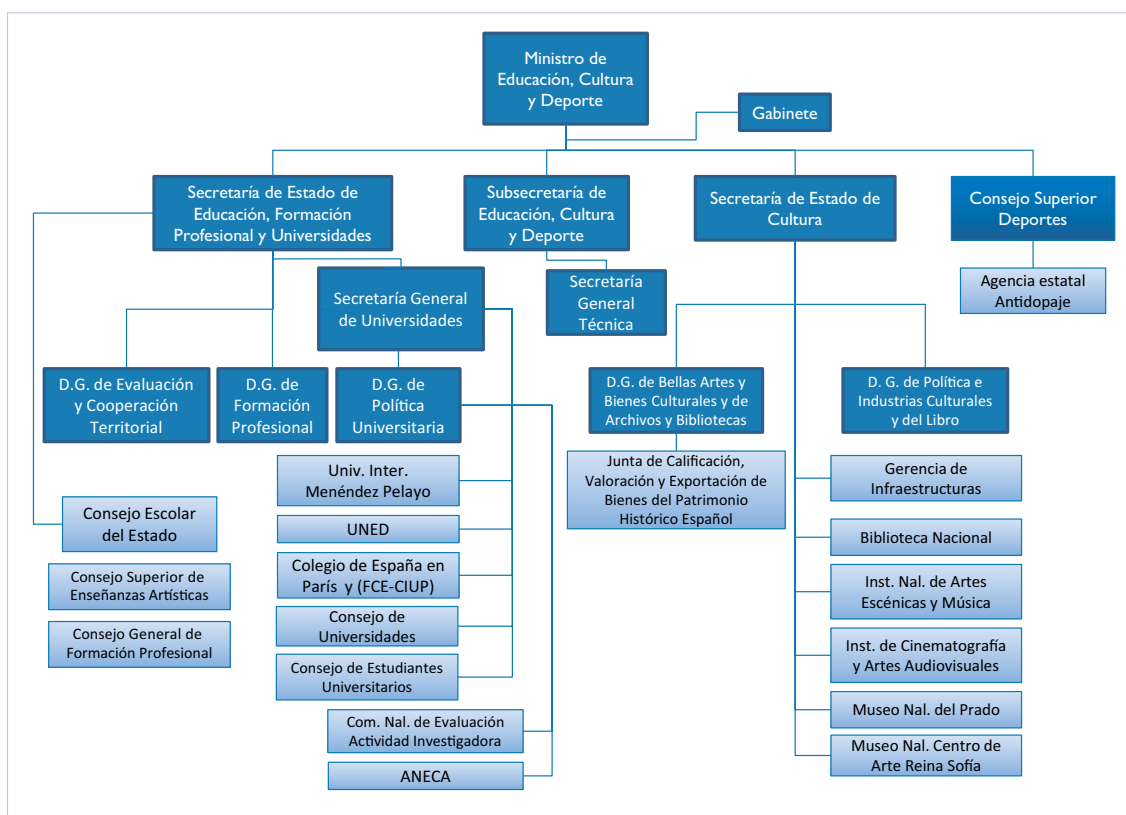 Ministro de
Educación, Cultura
y Deporte
Gabinete
Secretaría de Estado de
Educación, Formación
Profesional y Universidades
Subsecretaría de
Educación, Cultura
y Deporte
Secretaría de Estado de
Cultura
Consejo Superior
Deportes
Secretaría General
de Universidades
Secretaría
General
Técnica
Agencia estatal
Antidopaje
D.G. de Evaluación
y Cooperación
Territorial
D.G. de
Formación
Profesional
D.G. de
Política
Universitaria
D.G. de Bellas Artes y
Bienes Culturales y de
Archivos y Bibliotecas
D. G. de Política e
Industrias Culturales
y del Libro
Junta de Calificación,
Valoración y Exportación de
Bienes del Patrimonio
Histórico Español
Univ. Inter.
Menéndez Pelayo
UNED
Colegio de España en
París y (FCE-CIUP)
Consejo de
Universidades
Consejo de Estudiantes
Universitarios
Com. Nal. de Evaluación
Actividad Investigadora
ANECA
Consejo Escolar
del Estado
Consejo Superior de
Enseñanzas Artísticas
Consejo General de
Formación Profesional
Gerencia de
Infraestructuras
Biblioteca Nacional
Inst. Nal. de Artes
Escénicas y Música
Inst. de Cinematografía
y Artes Audiovisuales
Museo Nal. del Prado
Museo Nal. Centro de
Arte Reina Sofía